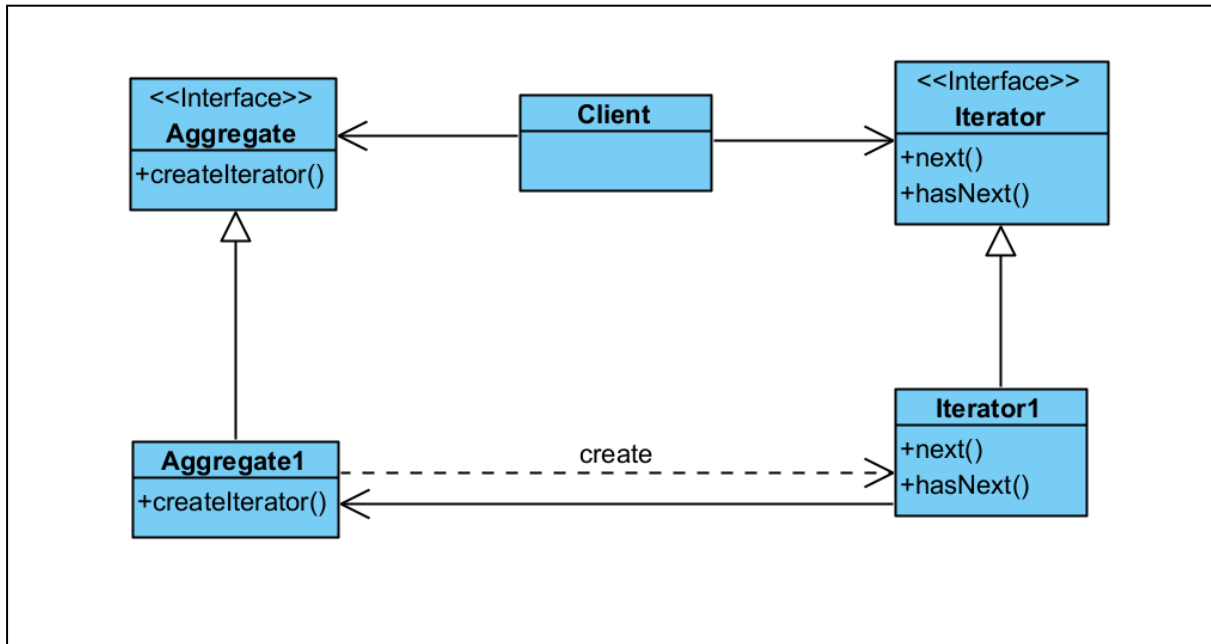 <<Interface>>
Aggregate
+createIterator()
Client
<<Interface>>
Iterator
+next()
+hasNext()
Aggregate1
+createIterator()
create
Iterator1
+next()
+hasNext()